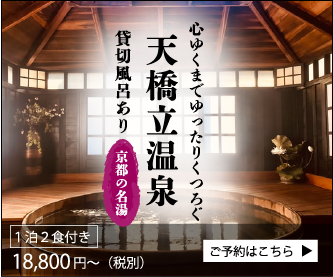 心ゆくまでゆったりくつろぐ
天橋立温泉
貸切風呂あり
京都の名湯
1泊2食付き
18,800円〜（税別）
ご予約はこちら ▶